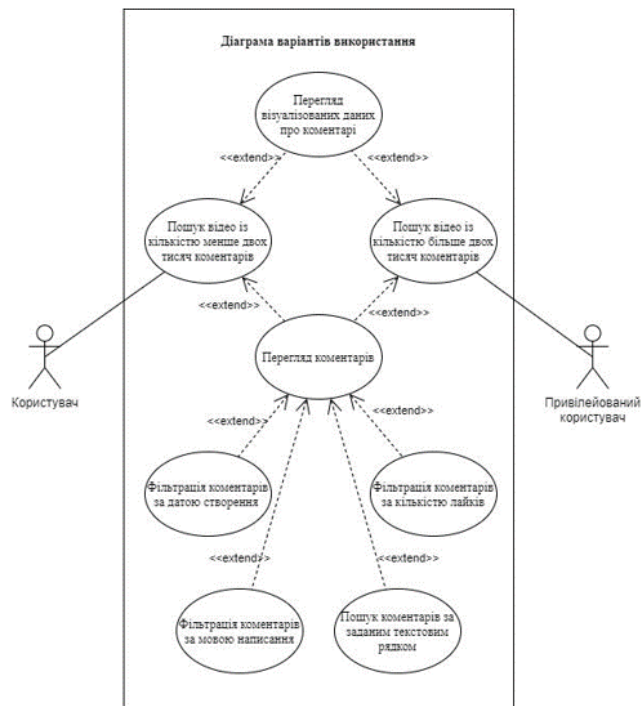 Діаграма варіантів використання
Перегляд
візуалізованих даних
про коментарі
<<extend>>
<<extend>>
Пошук відео із
кількістю менше двох
тисяч коментарів
Пошук відео із
кількістю більше двох
тисяч коментарів
<<extend>>
<<extend>>
Перегляд коментарів
Користувач
Привілейований
користувач
<<extend>>
<<extend>>
Фільтрація коментарів
за датою створення
Фільтрація коментарів
за кількістю лайків
<<extend>>
<<extend>>
Фільтрація коментарів
за мовою написання
Пошук коментарів за
заданим текстовим
рядком